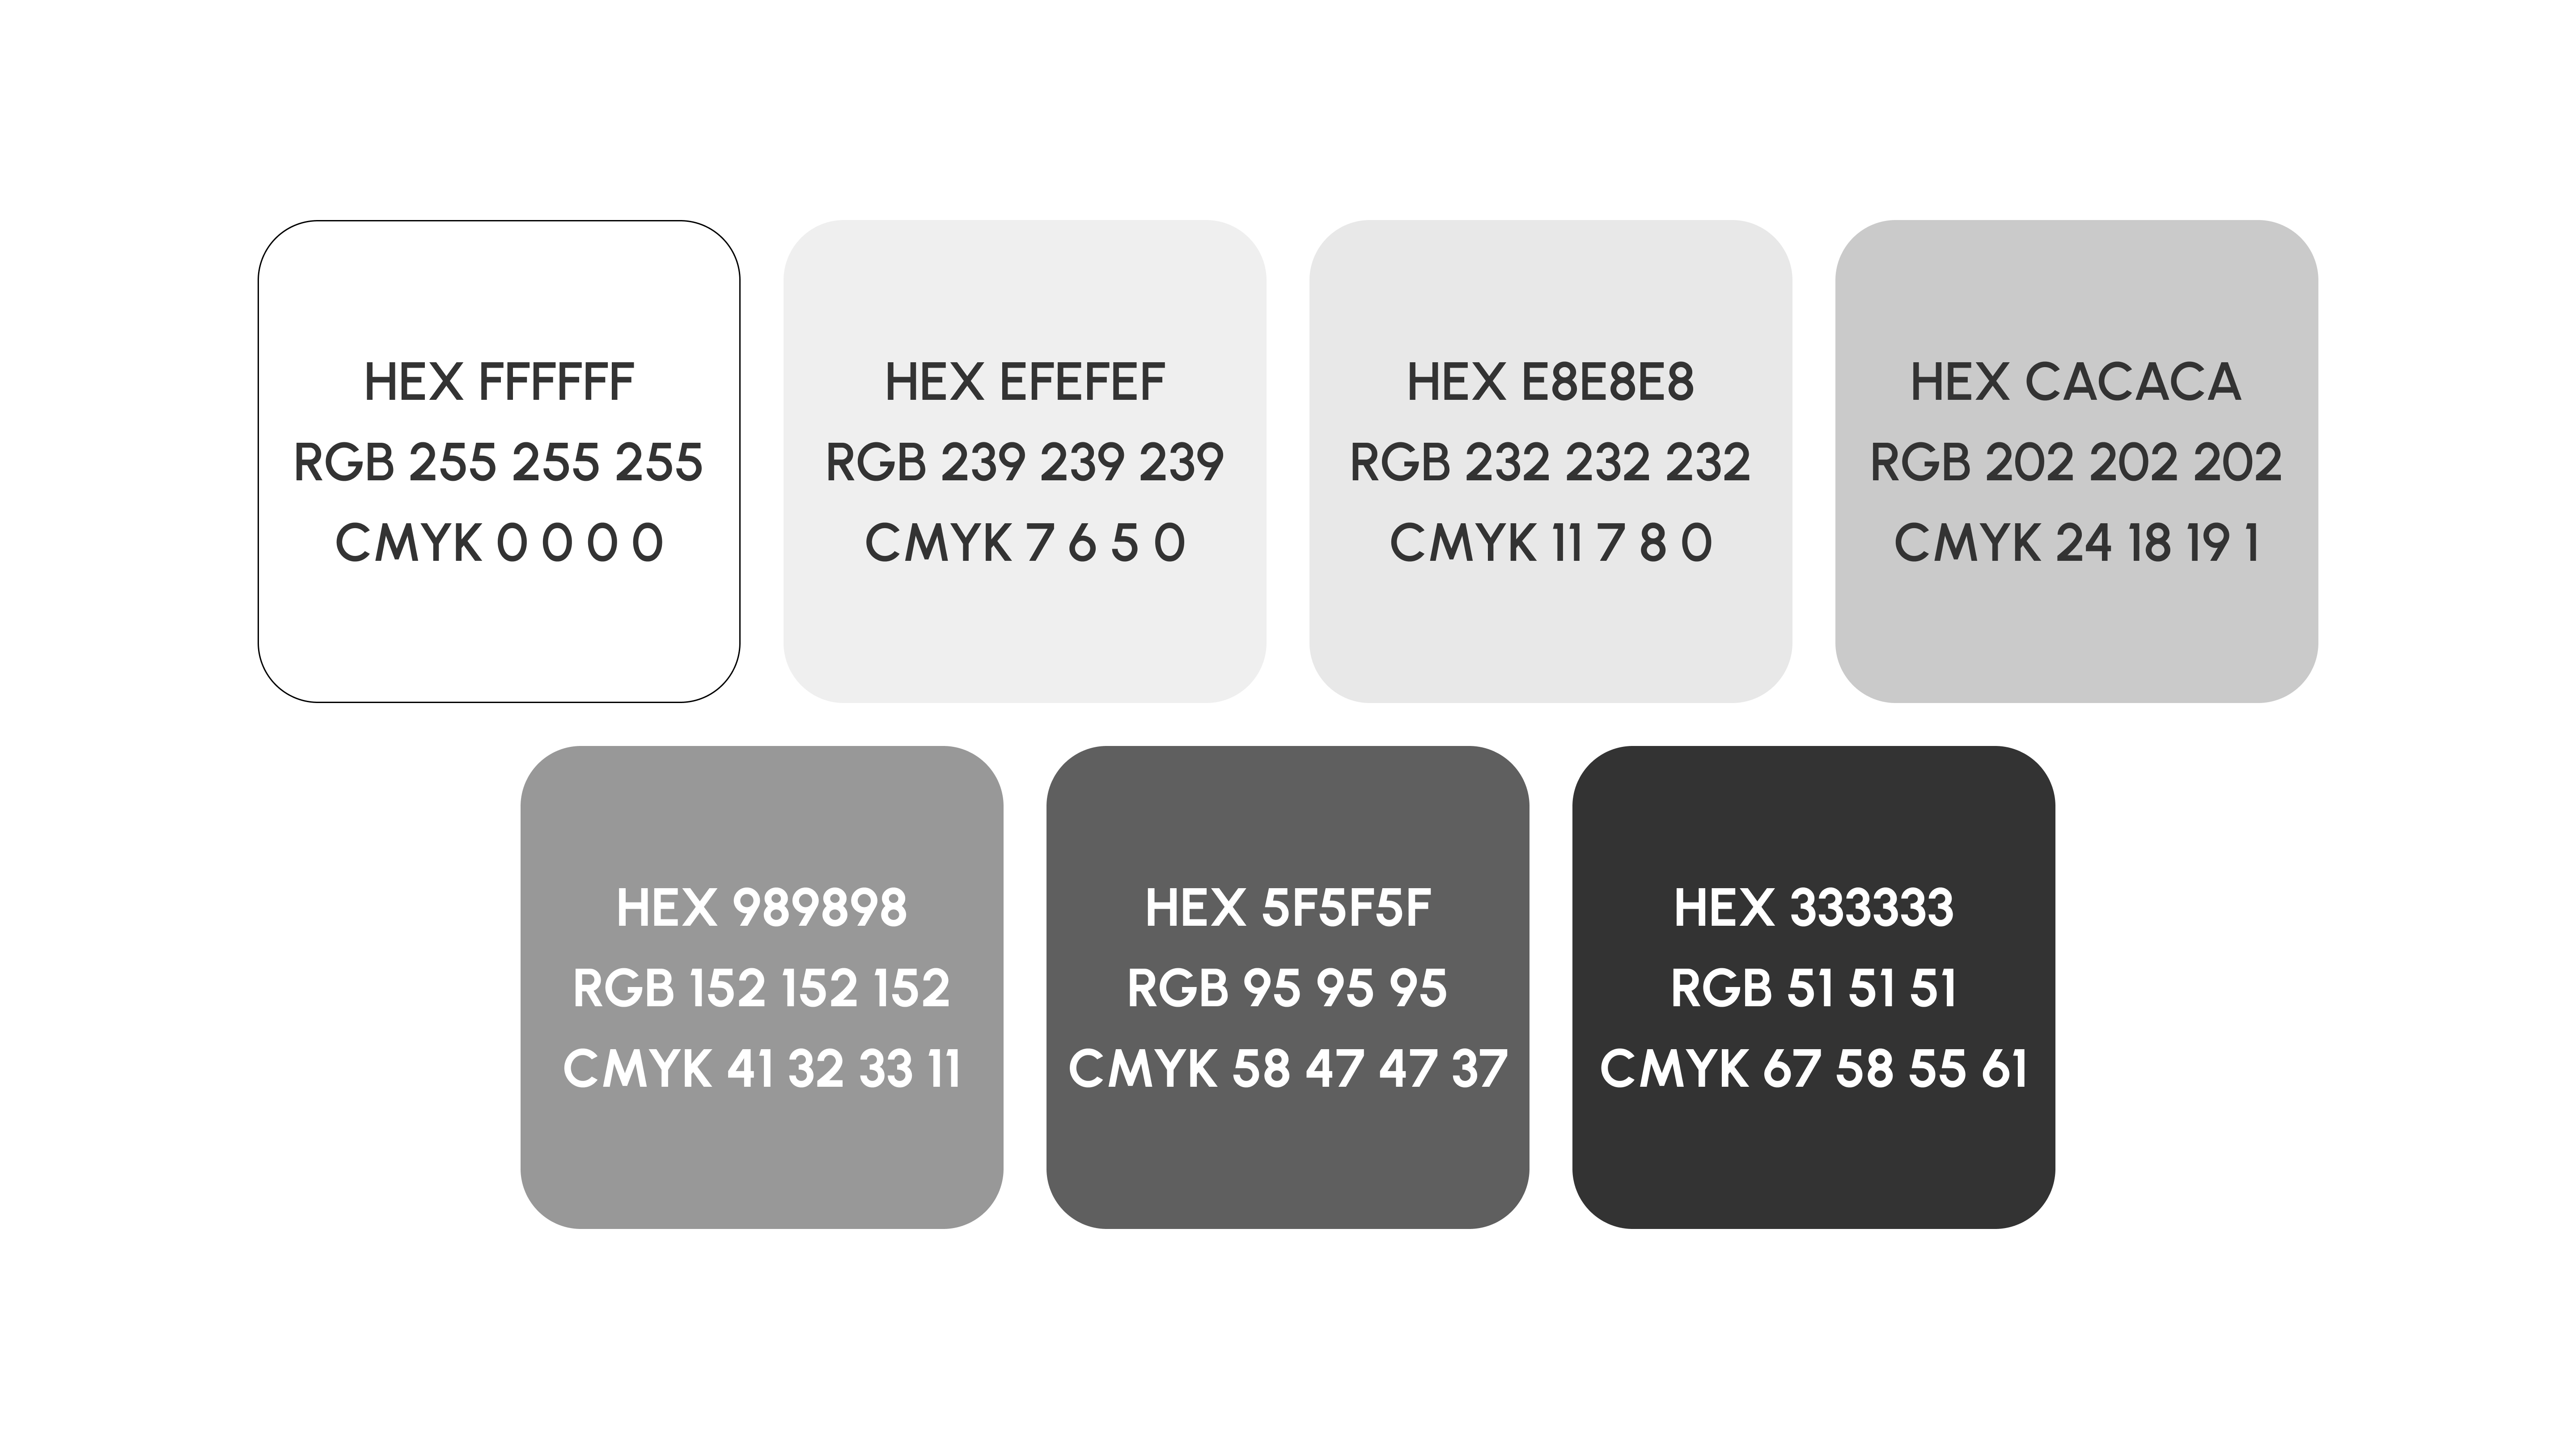 HEX FFFFFF
RGB 255 255 255
CMYK 0 0 0 0
HEX EFEFEF
RGB 239 239 239
CMYK 7 6 5 0
HEX E8E8E8
RGB 232 232 232
CMYK 11 7 8 0
HEX CACACA
RGB 202 202 202
CMYK 24 18 19 1
HEX 989898
RGB 152 152 152
CMYK 41 32 33 11
HEX 5F5F5F
RGB 95 95 95
CMYK 58 47 47 37
HEX 333333
RGB 51 51 51
CMYK 67 58 55 61